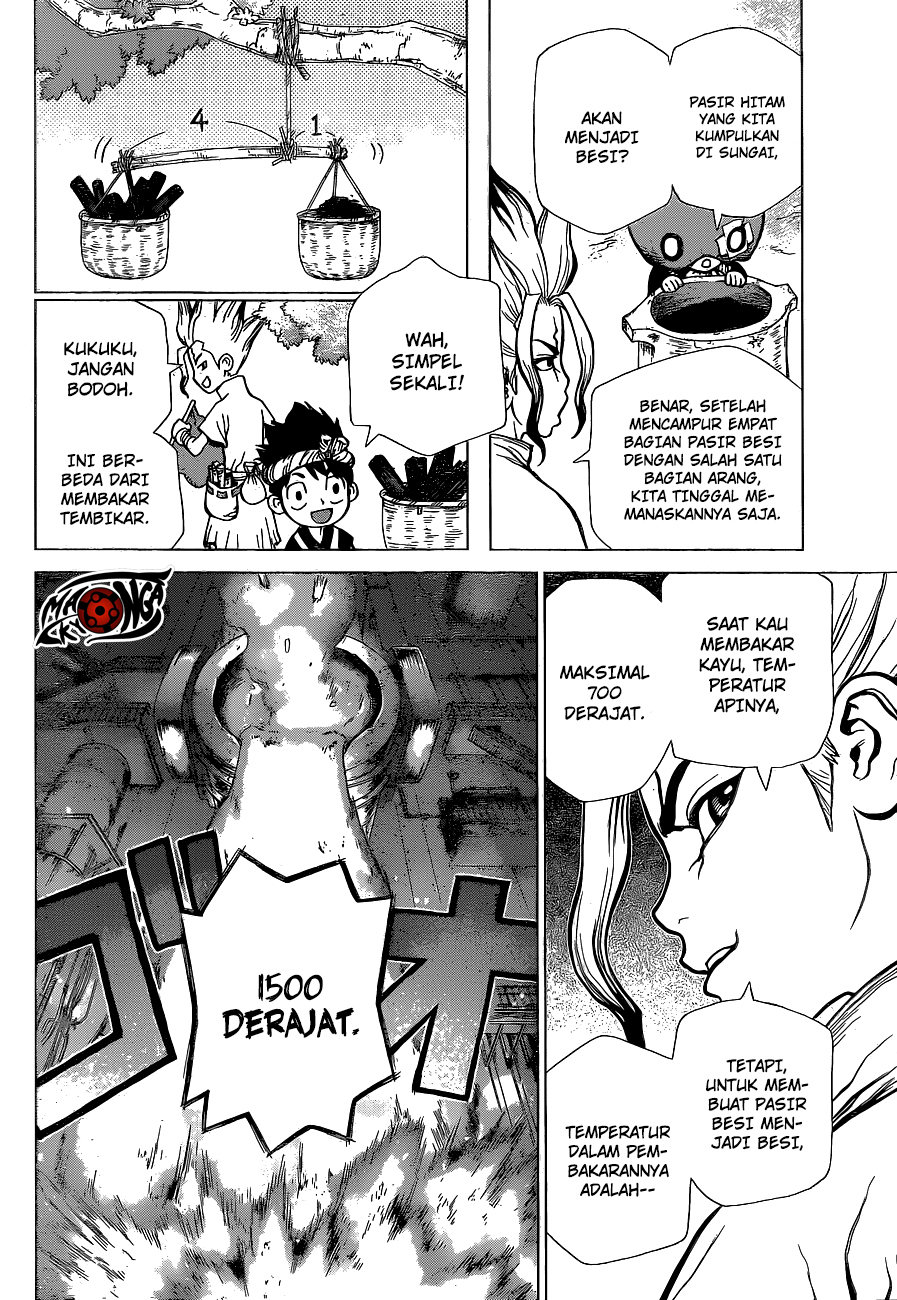 PASIR HITAM
YANG KITA
KUMPULKAN
DI SUNGAI,
AKAN
MENJADI
BESI?
BENAR, SETELAH
MENCAMPUR EMPAT
BAGIAN PASIR BESI
DENGAN SALAH SATU
BAGIAN ARANG,
KITA TINGGAL ME-
MANASKANNYA SAJA.
4
1
WAH,
SIMPEL
SEKALI!
KUKUKU,
JANGAN
BODOH.
INI BER-
BEDA DARI
MEMBAKAR
TEMBIKAR.
SAAT KAU
MEMBAKAR
KAYU, TEM-
PERATUR
APINYA,
MAKSIMAL
700
DERAJAT.
TETAPI,
UNTUK MEM-
BUAT PASIR
BESI MEN-
JADI BESI,
TEMPERATUR
DALAM PEM-
BAKARANNYA
ADALAH--
MANGA
SKY
1500
DERAJAT.